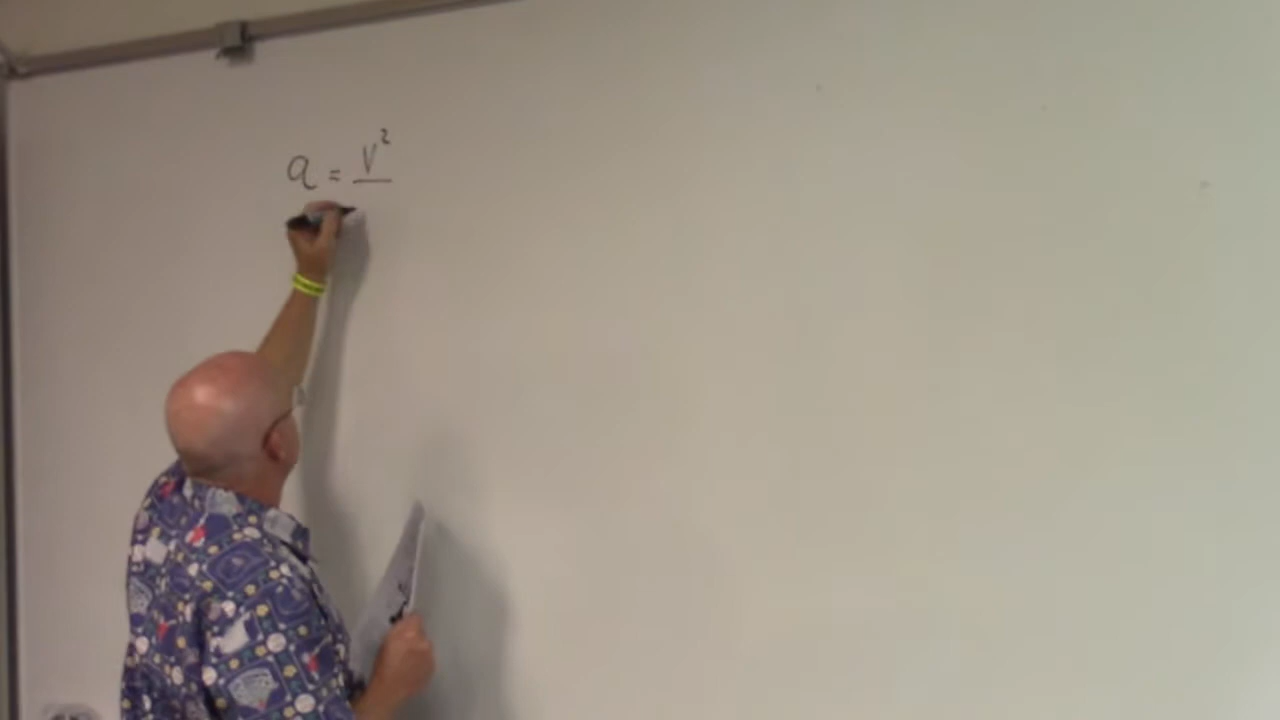 a = V²/